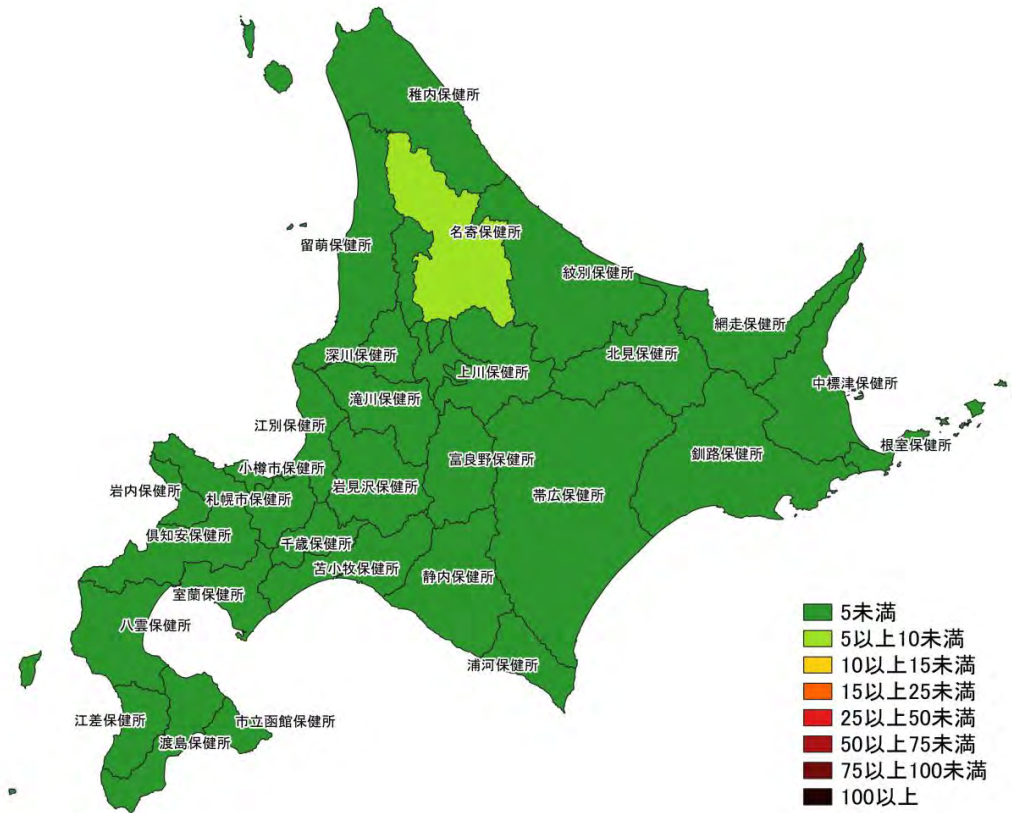 稚内保健所
名寄保健所
留萌保健所
紋別保健所
網走保健所
深川保健所
北見保健所
上川保健所
中標津保健所
滝川保健所
江別保健所
根室保健所
釧路保健所
富良野保健所
小樽市保健所
岩見沢保健所
岩内保健所
帯広保健所
札幌市保健所
倶知安保健所
千歳保健所
苫小牧保健所
静内保健所
室蘭保健所
八雲保健所
浦河保健所
江差保健所
市立函館保健所
渡島保健所
5未満
5以上10未満
10以上15未満
15以上25未満
25以上50未満
50以上75未満
75以上100未満
100以上